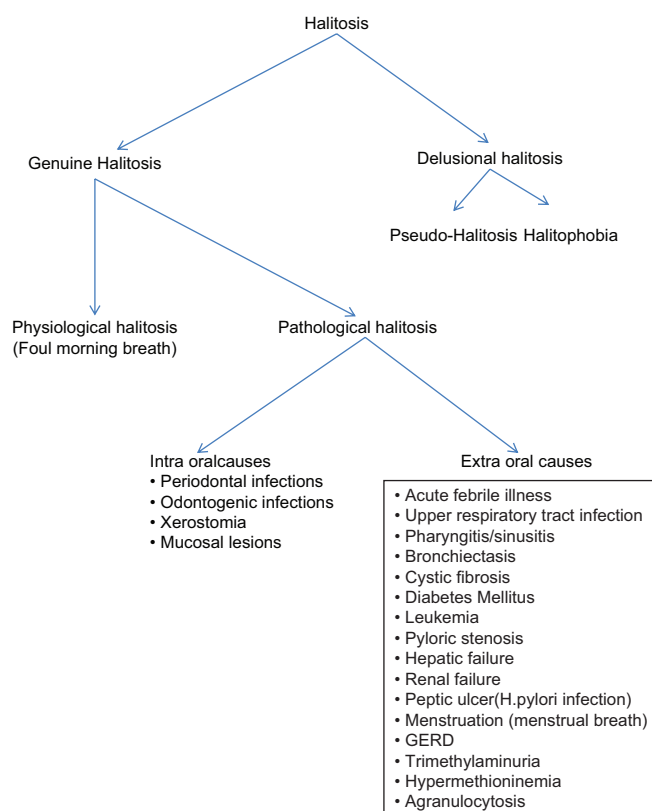 Halitosis
Genuine Halitosis
Delusional halitosis
Pseudo-Halitosis Halitophobia
Physiological halitosis
(Foul morning breath)
Pathological halitosis
Intra oralcauses
• Periodontal infections
• Odontogenic infections
• Xerostomia
• Mucosal lesions
Extra oral causes
• Acute febrile illness
• Upper respiratory tract infection
• Pharyngitis/sinusitis
• Bronchiectasis
• Cystic fibrosis
• Diabetes Mellitus
• Leukemia
• Pyloric stenosis
• Hepatic failure
• Renal failure
• Peptic ulcer(H.pylori infection)
• Menstruation (menstrual breath)
• GERD
• Trimethylaminuria
• Hypermethioninemia
• Agranulocytosis